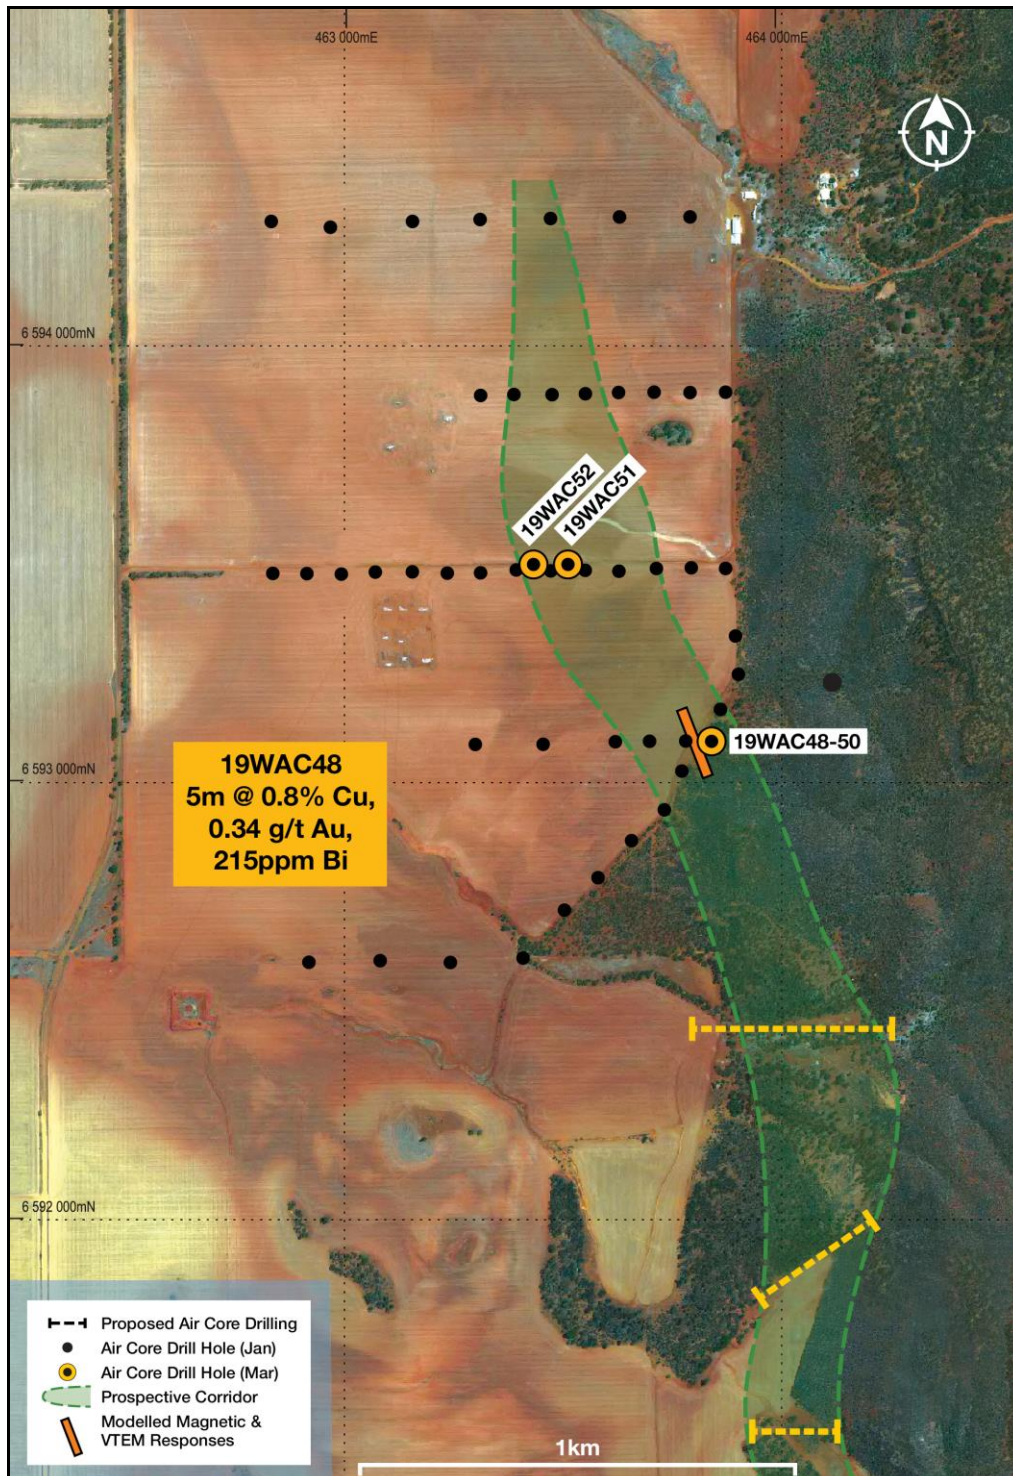 463 000mE
464 000mE
N
6 594 000mN
19WAC52
19WAC51
19WAC48-50
6 593 000mN
19WAC48
5m @ 0.8% Cu,
0.34 g/t Au,
215ppm Bi
6 592 000mN
Proposed Air Core Drilling
Air Core Drill Hole (Jan)
Air Core Drill Hole (Mar)
Prospective Corridor
Modelled Magnetic &
VTEM Responses
1km